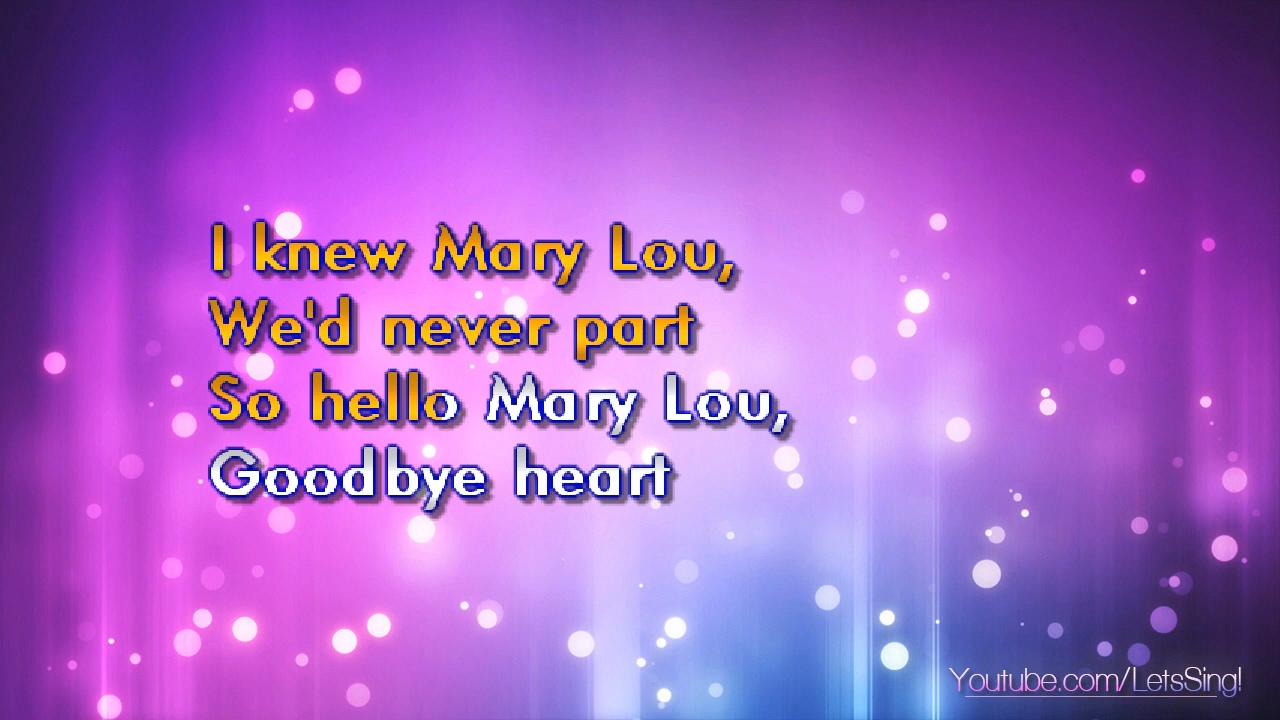 I knew Mary Lou,
We'd never part
So hello Mary Lou,
Goodbye heart
Youtube.com/LetsSing!